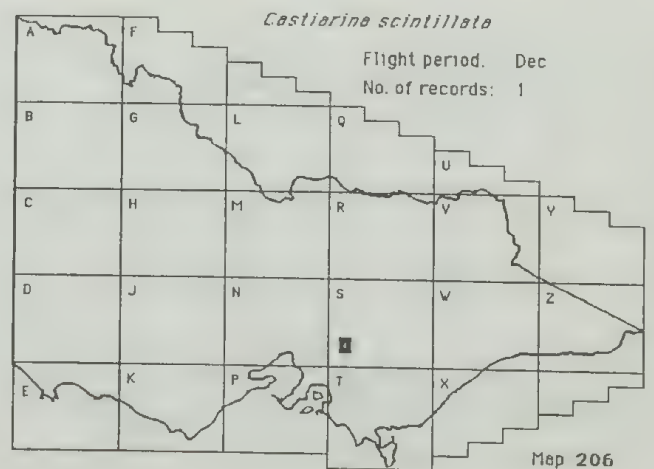 Castiarina scintillata
Flight period. Dec
No. of records: 1
A F
B G L Q
U
C H M R V Y
D J N S W Z
E K P T X
Map 206